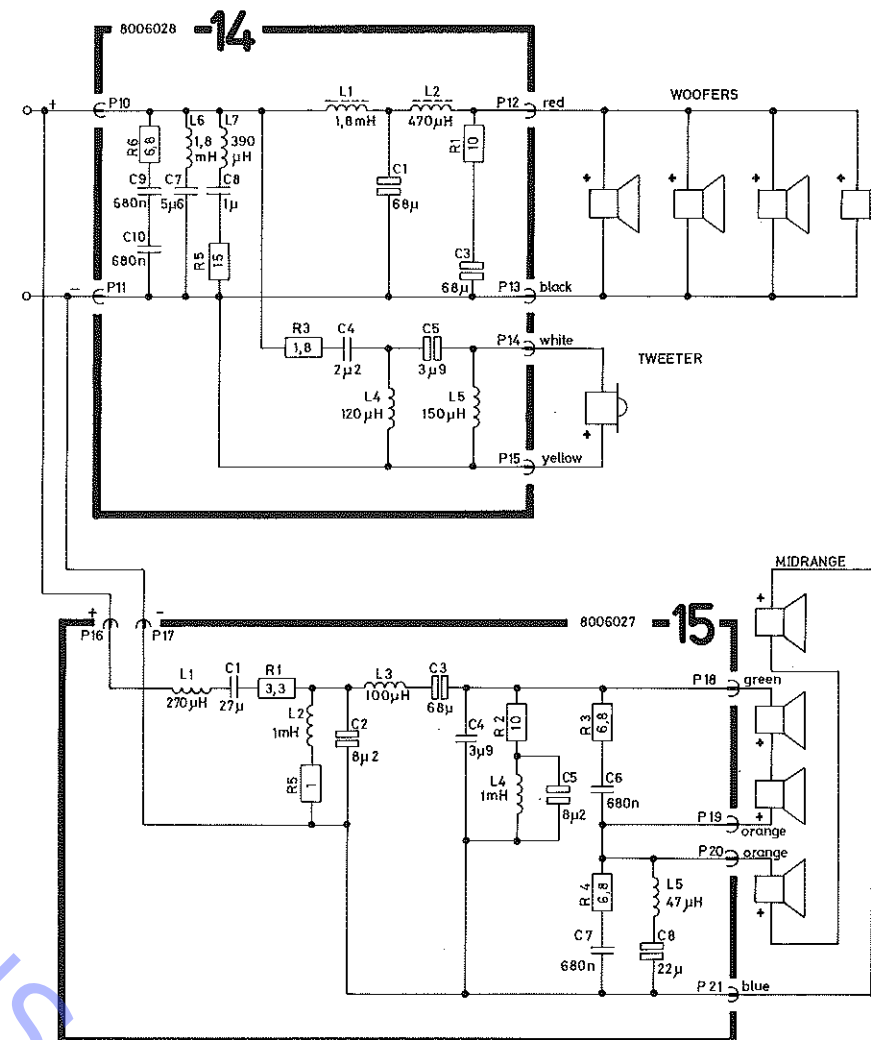 8006028
14
+
P10
L6
1,8
mH
L7
390
µH
R6
6,8
C9
680n
C7
5µ6
C8
1µ
C10
680n
R5
15
L1
1,8mH
L2
470µH
P12 red
R1
10
C1
68µ
C3
68µ
WOOFERS
+
+
+
+
–
P11
P13 black
R3
1,8
C4
2µ2
C5
3µ9
P14 white
TWEETER
L4
120µH
L5
150µH
+
P15 yellow
MIDRANGE
+
+
P16
–
P17
8006027
15
L1
270µH
C1
27µ
R1
3,3
L3
100µH
C3
68µ
P18 green
L2
1mH
C2
8µ2
R5
1
C4
3µ9
R2
10
R3
6,8
L4
1mH
C5
8µ2
C6
680n
+
+
P19
orange
P20 orange
R4
6,8
L5
47µH
+
C7
680n
C8
22µ
P21 blue